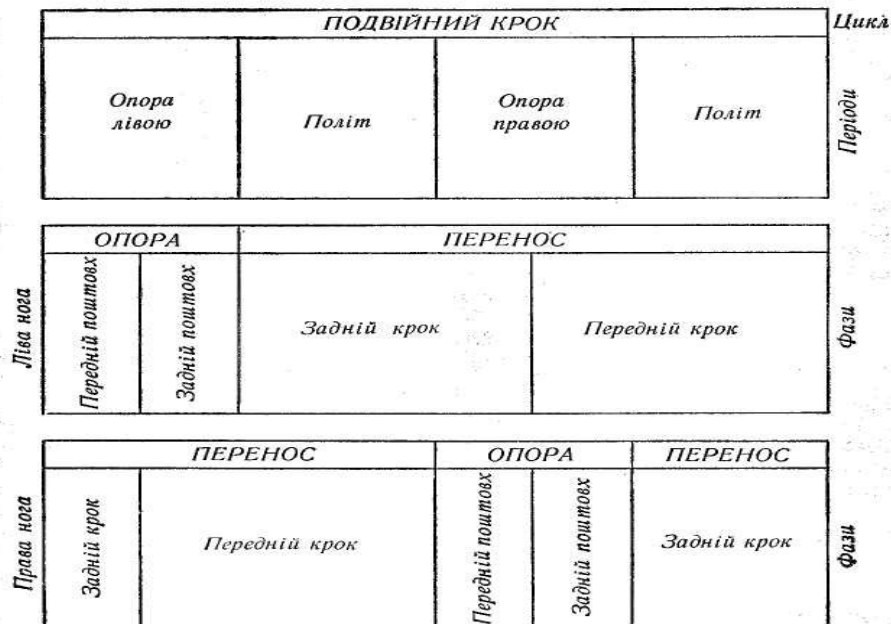 ПОДВІЙНИЙ КРОК
Цикл
Опора
лівою
Політ
Опора
правою
Політ
Періоди
ОПОРА
ПЕРЕНОС
Ліва нога
Передній поштовх
Задній поштовх
Задній крок
Передній крок
Фази
ПЕРЕНОС
ОПОРА
ПЕРЕНОС
Права нога
Задній крок
Передній крок
Передній поштовх
Задній поштовх
Задній крок
Фази